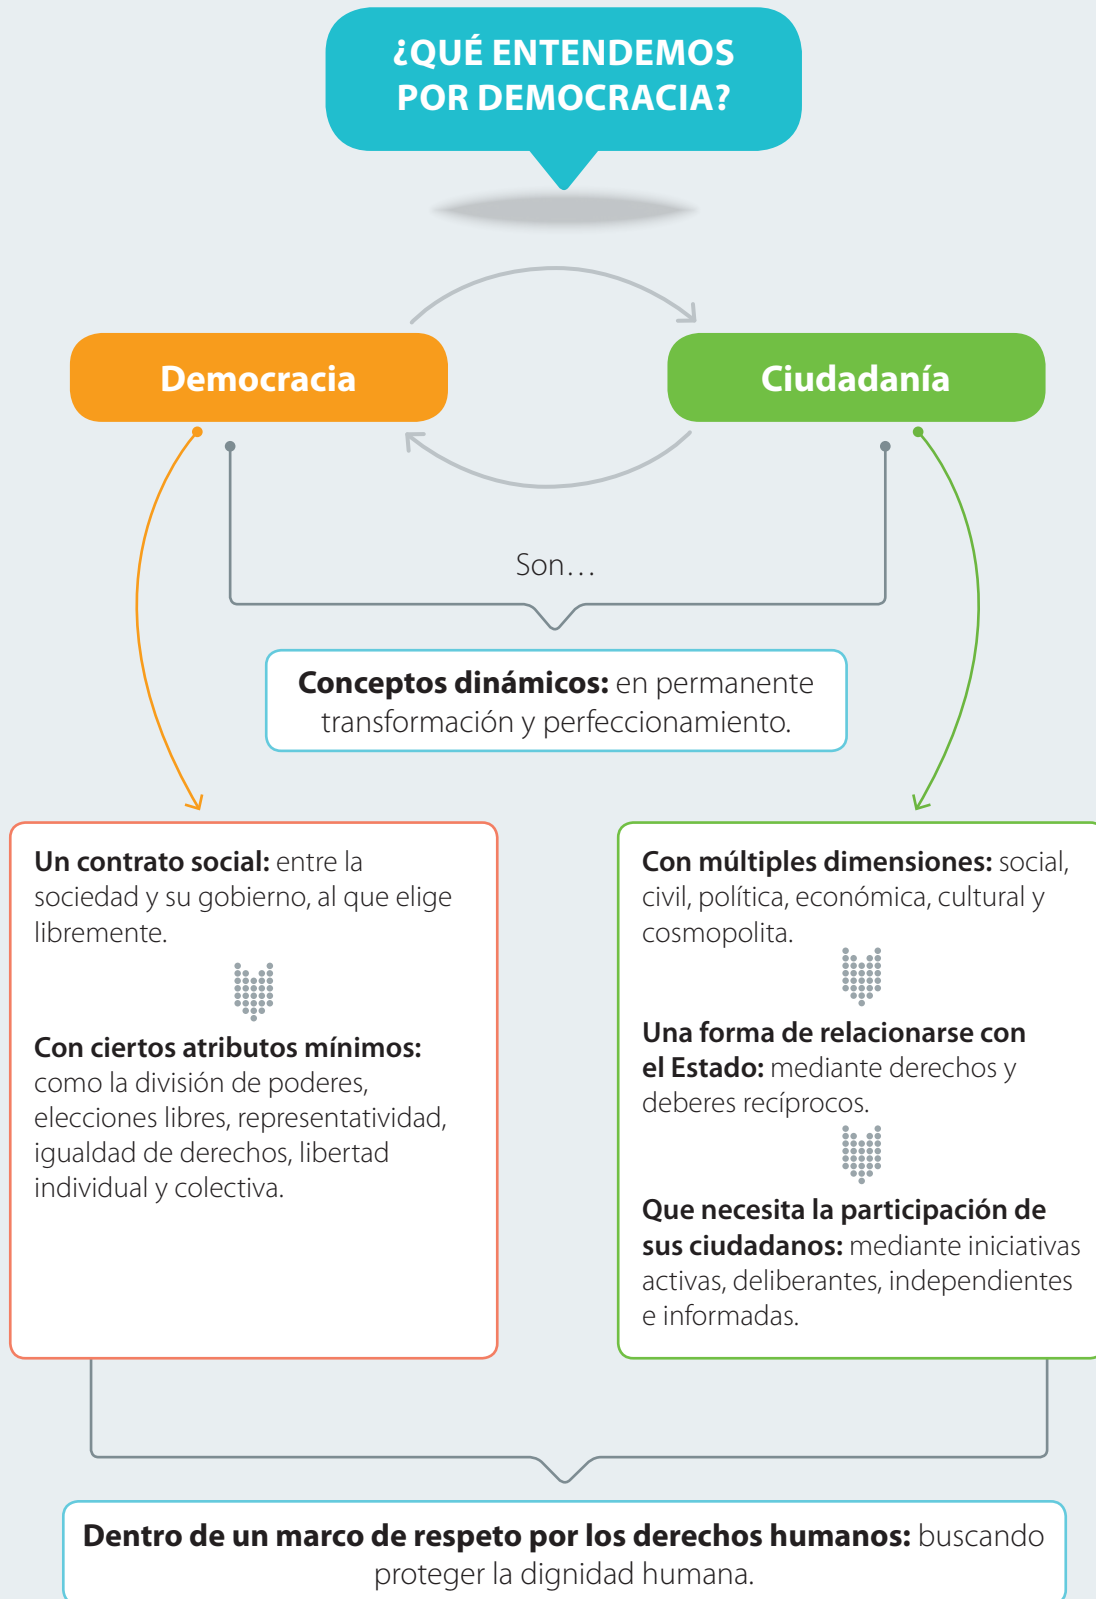 ¿QUÉ ENTENDEMOS
POR DEMOCRACIA?
Democracia
Ciudadanía
Son…
Conceptos dinámicos: en permanente
transformación y perfeccionamiento.
Un contrato social: entre la
sociedad y su gobierno, al que elige
libremente.
Con ciertos atributos mínimos:
como la división de poderes,
elecciones libres, representatividad,
igualdad de derechos, libertad
individual y colectiva.
Con múltiples dimensiones: social,
civil, política, económica, cultural y
cosmopolita.
Una forma de relacionarse con
el Estado: mediante derechos y
deberes recíprocos.
Que necesita la participación de
sus ciudadanos: mediante iniciativas
activas, deliberantes, independientes
e informadas.
Dentro de un marco de respeto por los derechos humanos: buscando
proteger la dignidad humana.